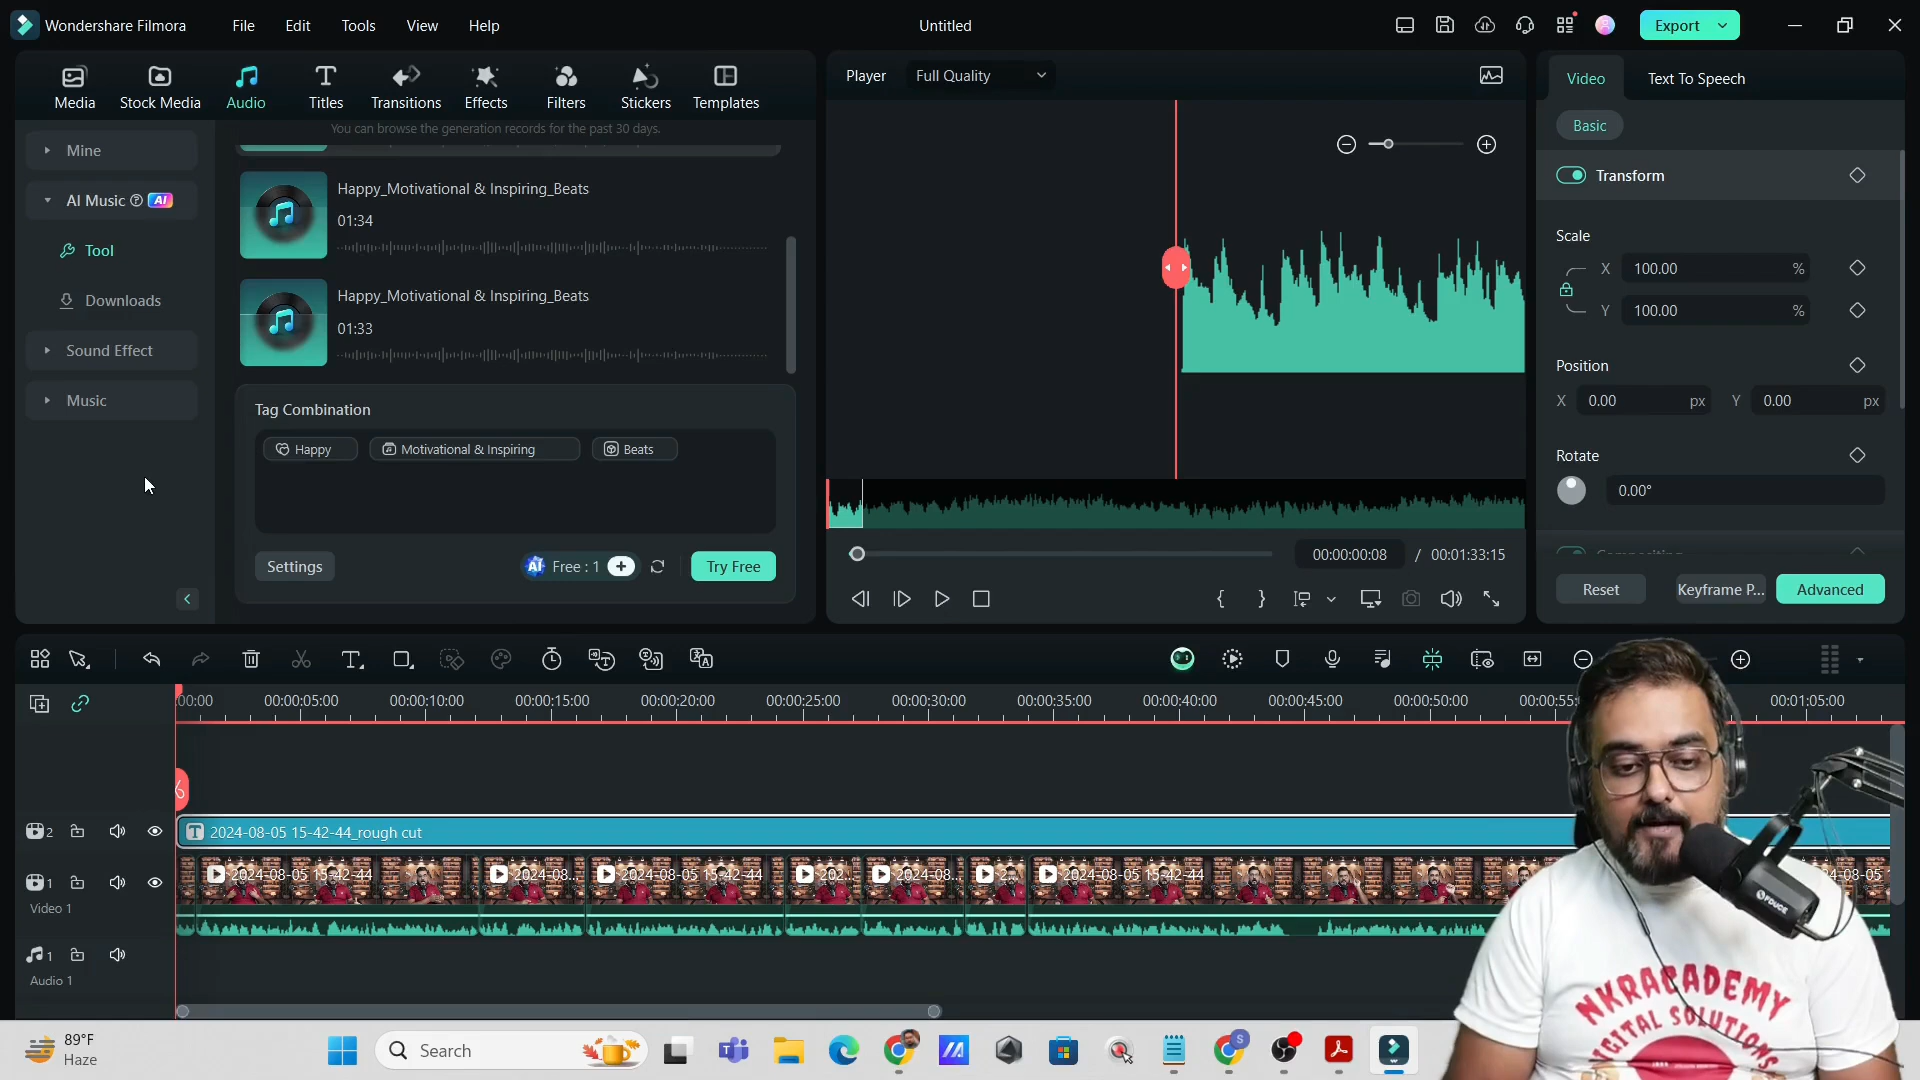 Wondershare Filmora
File
Edit
Tools
View
Help
Untitled
Export
Media
Stock Media
Audio
Titles
Transitions
Effects
Filters
Stickers
Templates
Player
Full Quality
Video
Text To Speech
Basic
You can browse the generation records for the past 30 days.
Mine
AI Music
AI
Tool
Downloads
Sound Effect
Music
Happy_Motivational & Inspiring_Beats
01:34
Happy_Motivational & Inspiring_Beats
01:33
Tag Combination
Happy
Motivational & Inspiring
Beats
Settings
AI
Free : 1
Try Free
00:00:00:08 / 00:01:33:15
Transform
Scale
X 100.00 %
Y 100.00 %
Position
X 0.00 px Y 0.00 px
Rotate
0.00°
Compositing
Reset
Keyframe P...
Advanced
:00:00 00:00:05:00 00:00:10:00 00:00:15:00 00:00:20:00 00:00:25:00 00:00:30:00 00:00:35:00 00:00:40:00 00:00:45:00 00:00:50:00 00:00:55: 00:01:05:00
2
T 2024-08-05 15-42-44_rough cut
1
2024-08-05 15-42-44
2024-08...
2024-08-05 15-42-44
202...
2024-08...
2...
2024-08-05 15-42-44
Video 1
1
Audio 1
FDUCE
NKRACADEMY
DIGITAL SOLUTIONS
89°F
Haze
Search